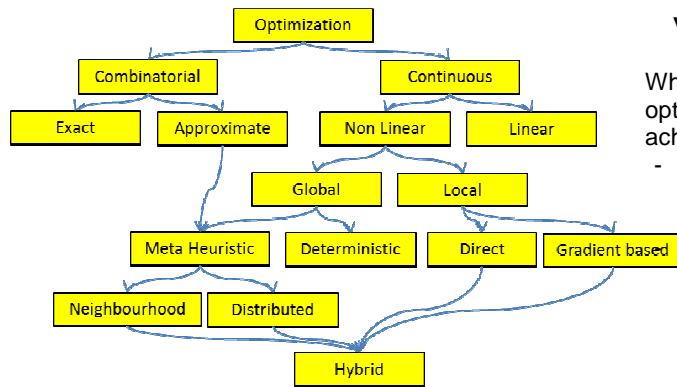 Optimization
Combinatorial
Continuous
Exact
Approximate
Non Linear
Linear
Global
Local
Meta Heuristic
Deterministic
Direct
Gradient based
Neighbourhood
Distributed
Hybrid
-